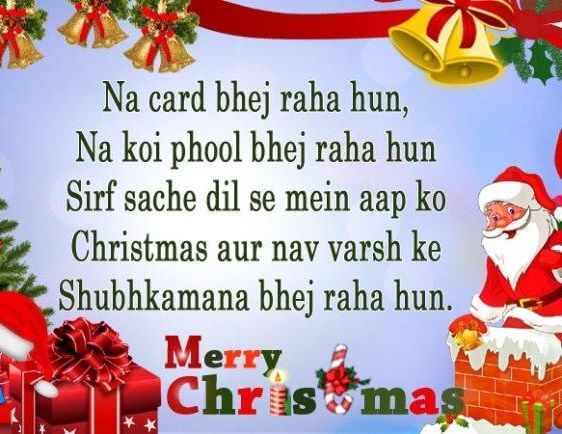 Na card bhej raha hun,
Na koi phool bhej raha hun
Sirf sache dil se mein aap ko
Christmas aur nav varsh ke
Shubhkamana bhej raha hun.
Merry
Christmas